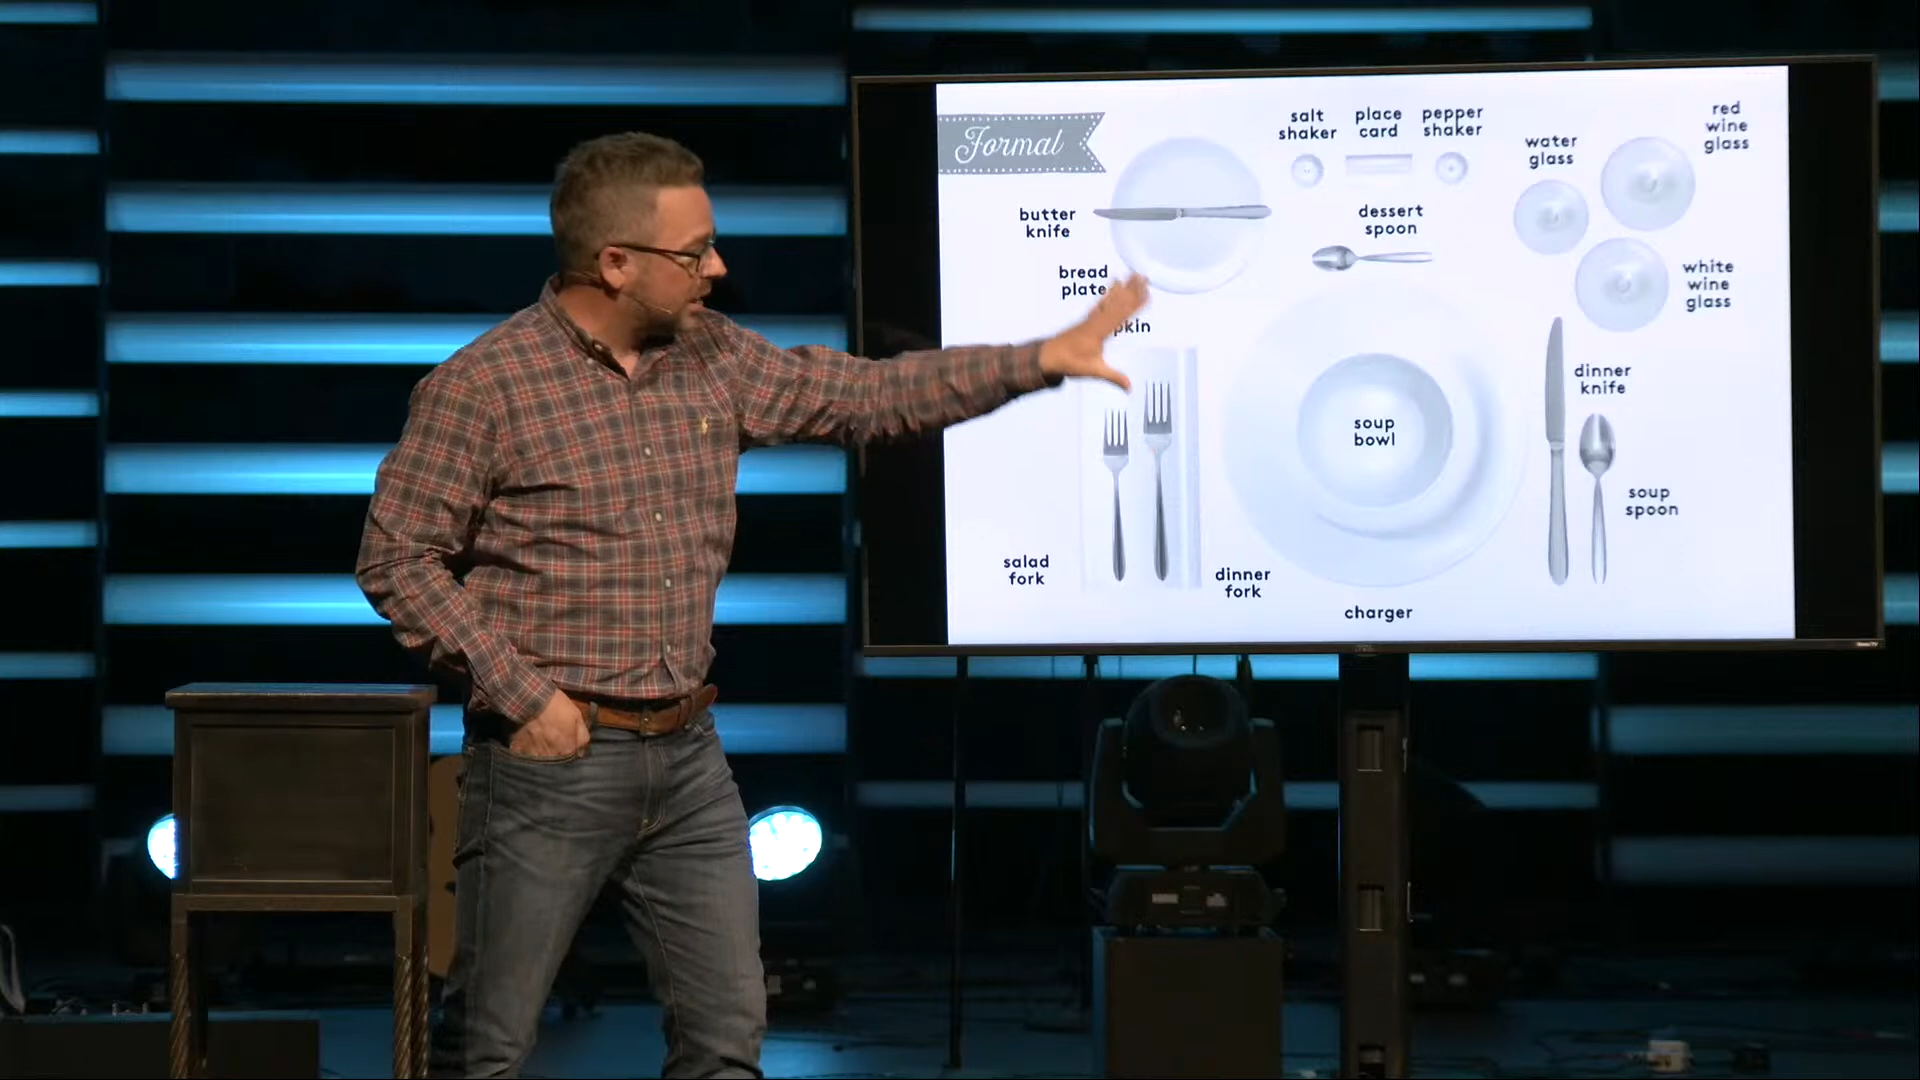 Formal
salt
shaker
place
card
pepper
shaker
water
glass
red
wine
glass
butter
knife
dessert
spoon
bread
plate
pkin
white
wine
glass
dinner
knife
soup
bowl
soup
spoon
salad
fork
dinner
fork
charger